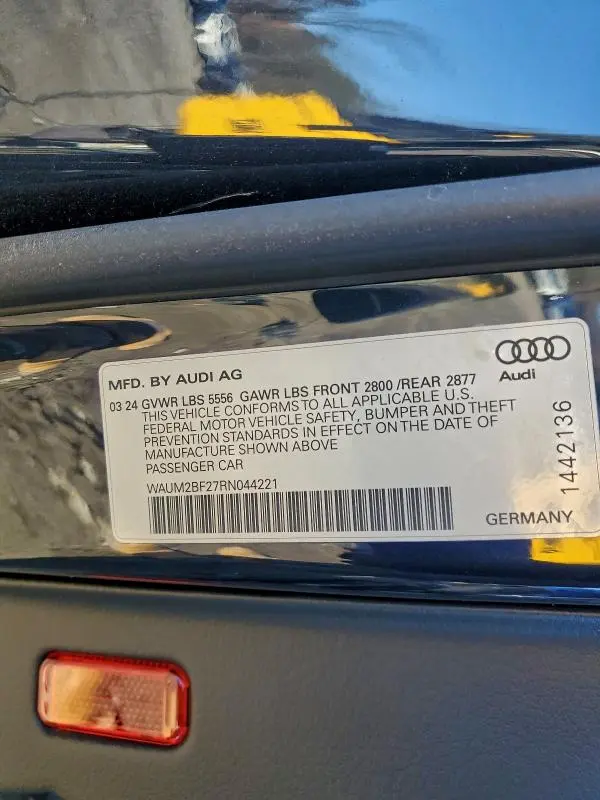 MFD. BY AUDI AG
03 24 GVWR LBS 5556 GAWR LBS FRONT 2800 /REAR 2877
THIS VEHICLE CONFORMS TO ALL APPLICABLE U.S.
FEDERAL MOTOR VEHICLE SAFETY, BUMPER AND THEFT
PREVENTION STANDARDS IN EFFECT ON THE DATE OF
MANUFACTURE SHOWN ABOVE
PASSENGER CAR
WAUM2BF27RN044221
Audi
1442136
GERMANY